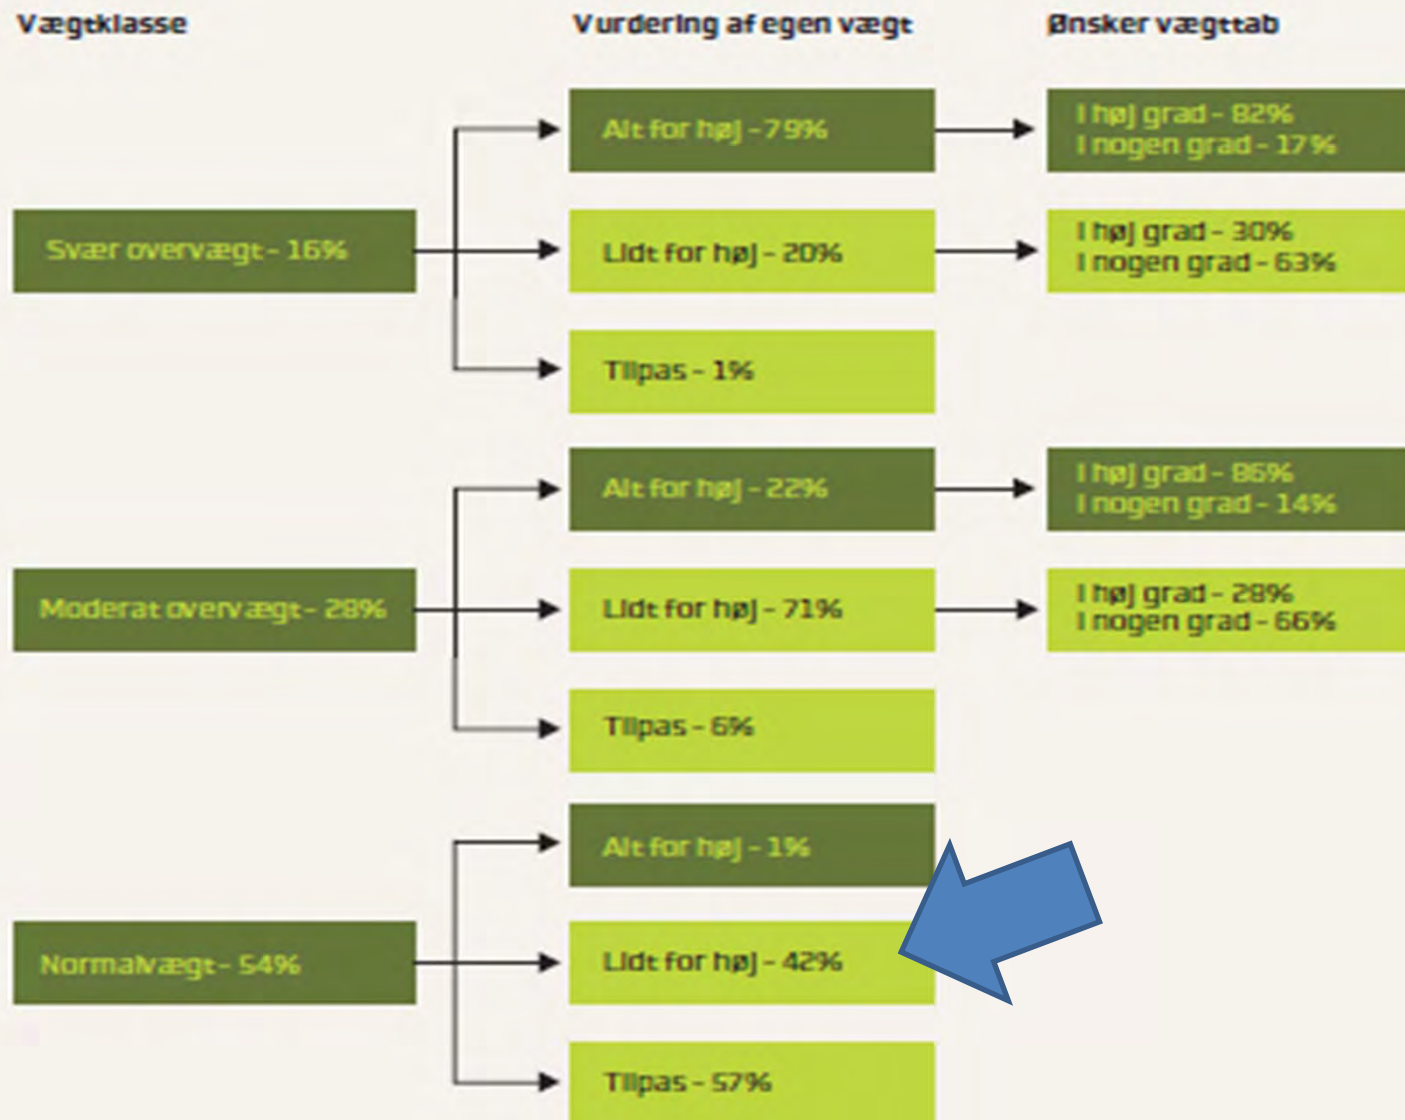 Vægtklasse
Vurdering af egen vægt
Ønsker vægttab
Svær overvægt - 16%
Alt for høj - 79%
I høj grad - 82%
I nogen grad - 17%
Lidt for høj - 20%
I høj grad - 30%
I nogen grad - 63%
Tilpas - 1%
Moderat overvægt - 28%
Alt for høj - 22%
I høj grad - 86%
I nogen grad - 14%
Lidt for høj - 71%
I høj grad - 28%
I nogen grad - 66%
Tilpas - 6%
Normalvægt - 54%
Alt for høj - 1%
Lidt for høj - 42%
Tilpas - 57%